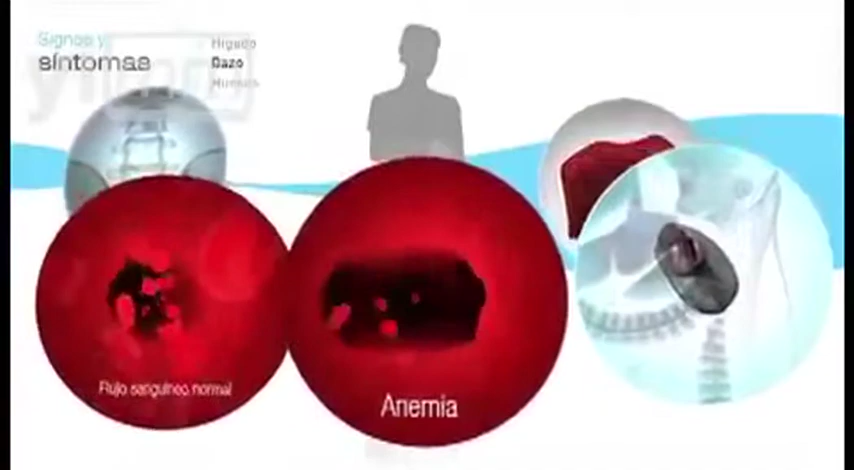 Signos y
síntomas
Hígado
Bazo
Huesos
Flujo sanguíneo normal
Anemia